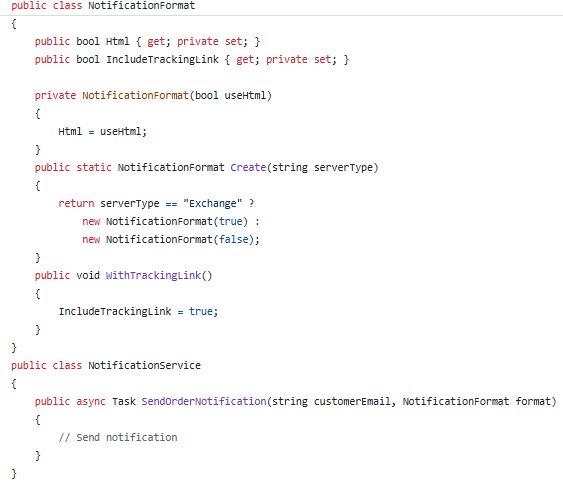 public class NotificationFormat
{
    public bool Html { get; private set; }
    public bool IncludeTrackingLink { get; private set; }

    private NotificationFormat(bool useHtml)
    {
        Html = useHtml;
    }
    public static NotificationFormat Create(string serverType)
    {
        return serverType == "Exchange" ?
            new NotificationFormat(true) :
            new NotificationFormat(false);
    }
    public void WithTrackingLink()
    {
        IncludeTrackingLink = true;
    }
}
public class NotificationService
{
    public async Task SendOrderNotification(string customerEmail, NotificationFormat format)
    {
        // Send notification
    }
}